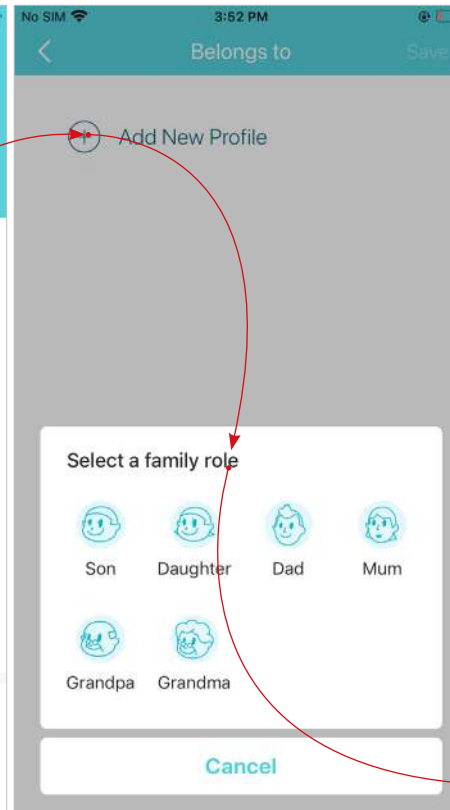 No SIM 3:52 PM
Belongs to Save
Add New Profile
Select a family role
Son Daughter Dad Mum
Grandpa Grandma
Cancel